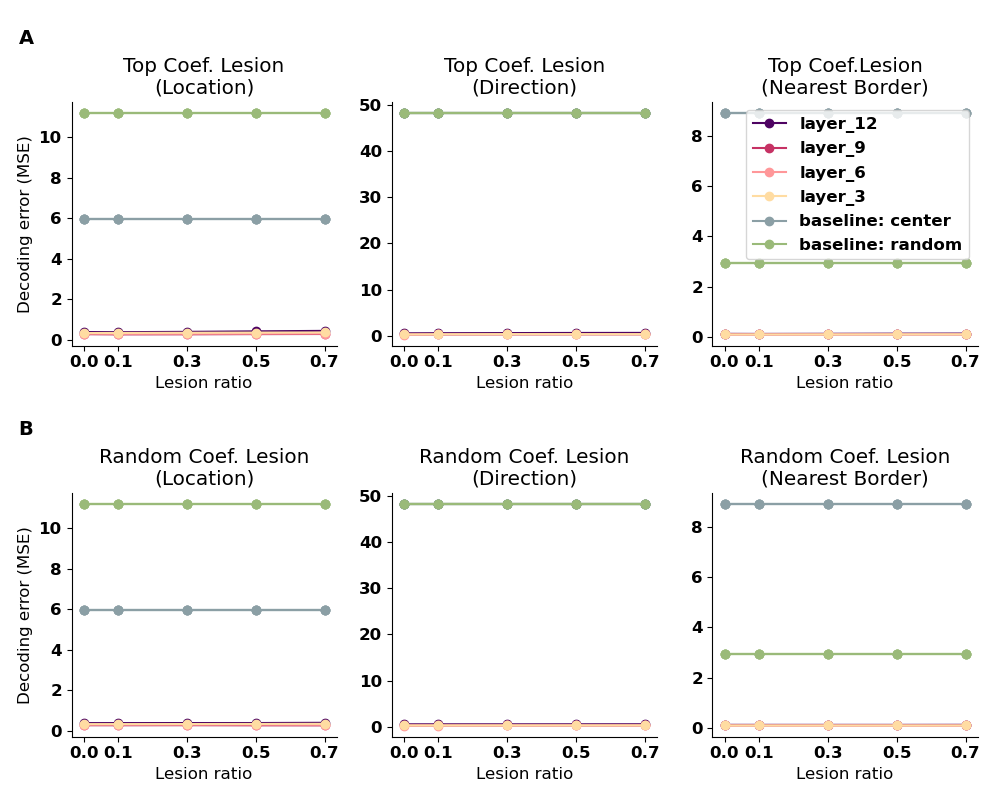 A
Top Coef. Lesion
(Location)
Top Coef. Lesion
(Direction)
Top Coef.Lesion
(Nearest Border)
Decoding error (MSE)
10
8
6
4
2
0
0.0 0.1 0.3 0.5 0.7
Lesion ratio
50
40
30
20
10
0
0.0 0.1 0.3 0.5 0.7
Lesion ratio
8
6
4
2
0
0.0 0.1 0.3 0.5 0.7
Lesion ratio
layer_12
layer_9
layer_6
layer_3
baseline: center
baseline: random
B
Random Coef. Lesion
(Location)
Random Coef. Lesion
(Direction)
Random Coef. Lesion
(Nearest Border)
Decoding error (MSE)
10
8
6
4
2
0
0.0 0.1 0.3 0.5 0.7
Lesion ratio
50
40
30
20
10
0
0.0 0.1 0.3 0.5 0.7
Lesion ratio
8
6
4
2
0
0.0 0.1 0.3 0.5 0.7
Lesion ratio